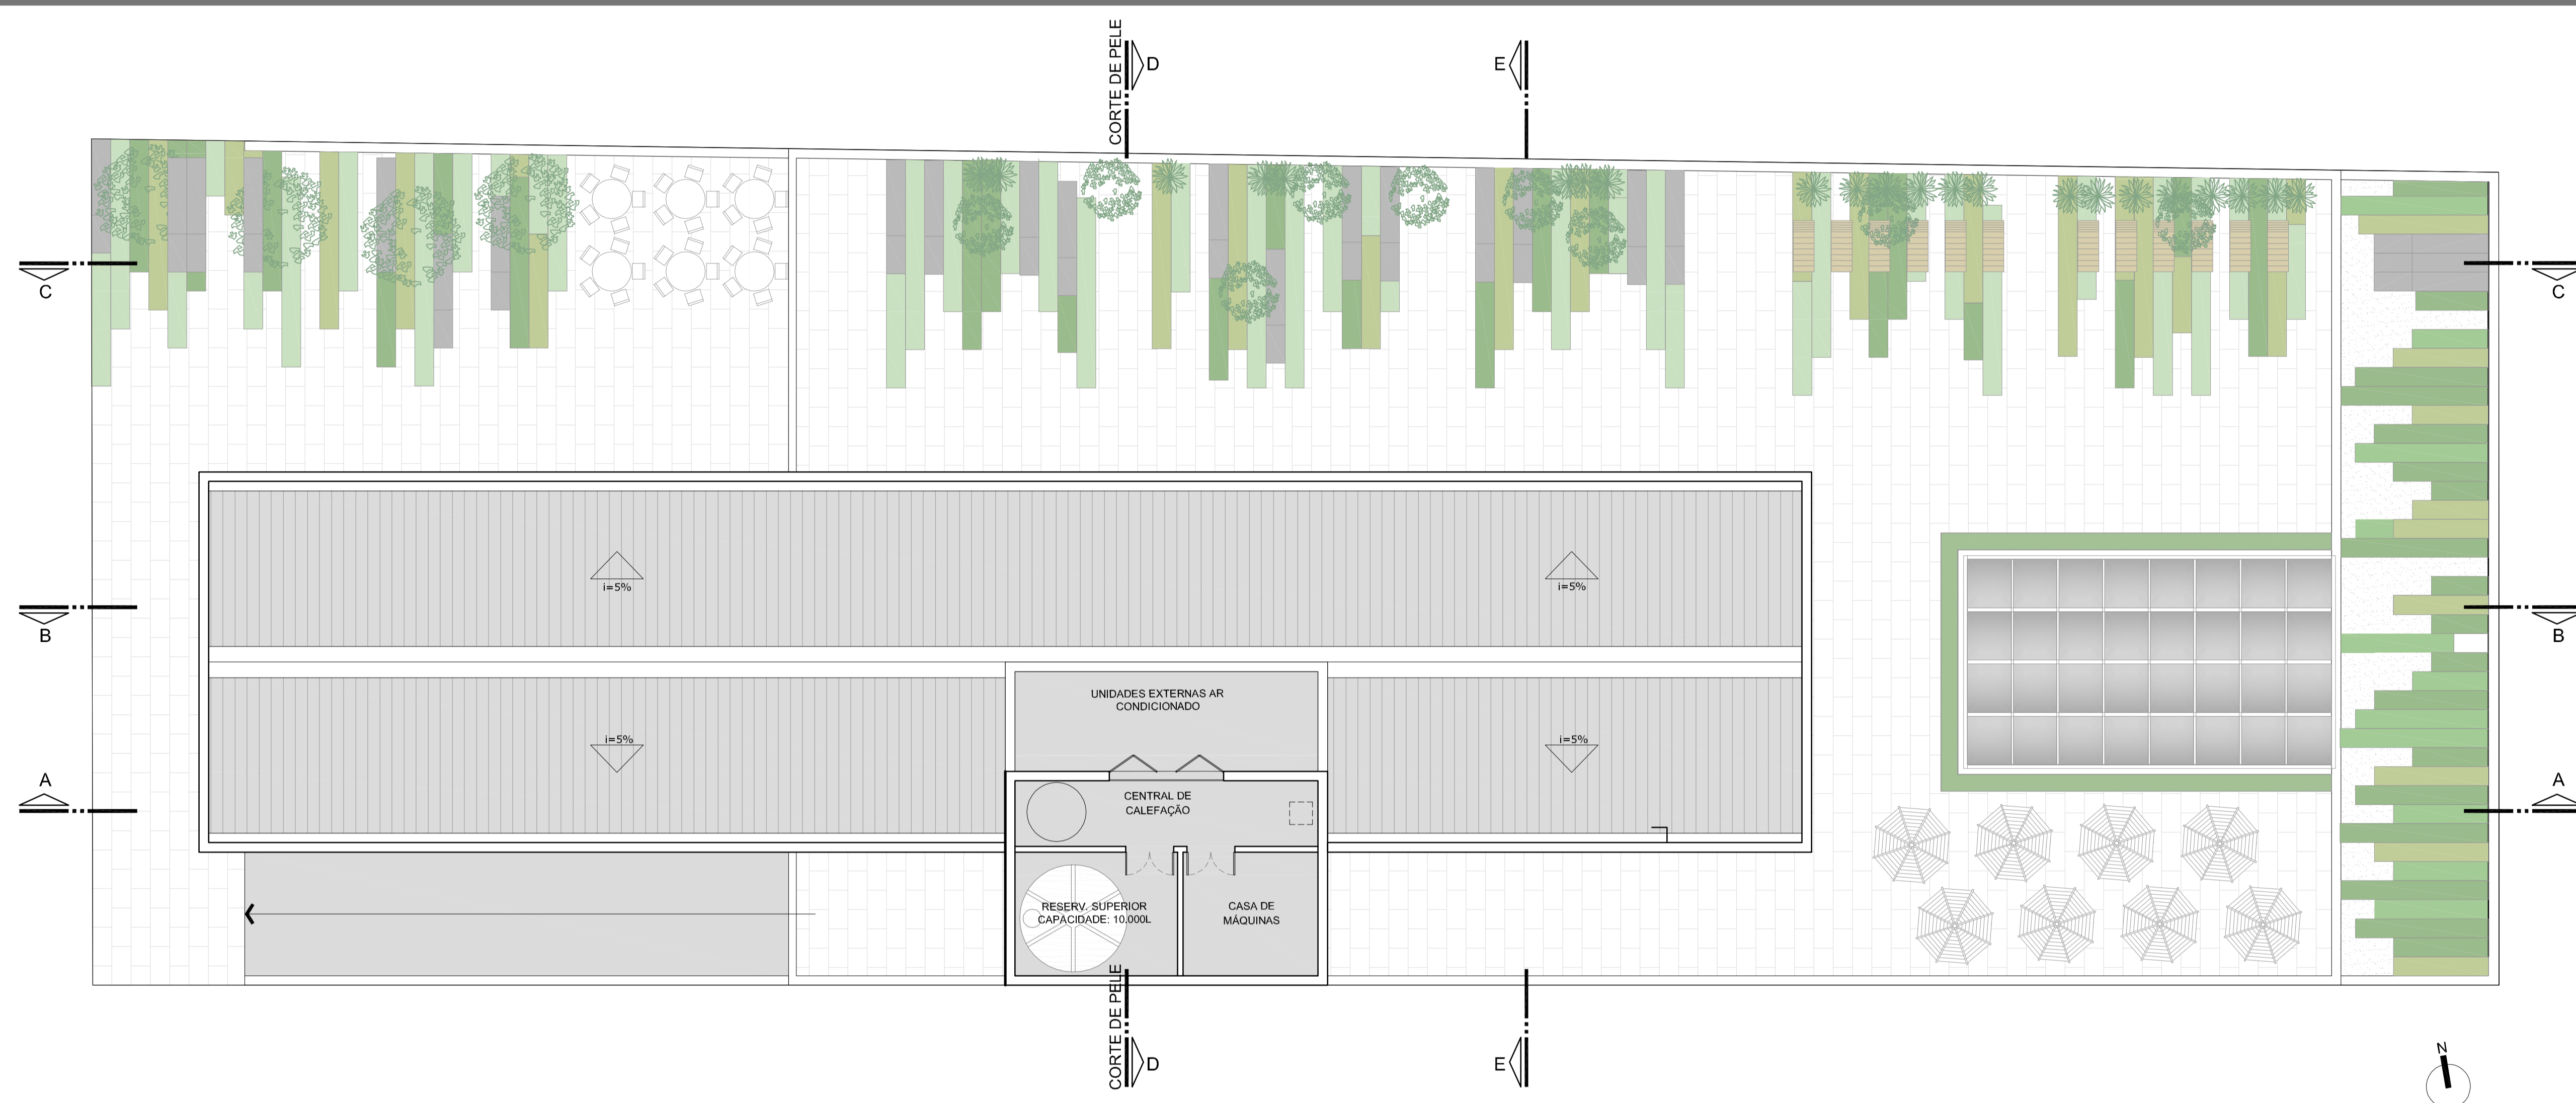 CORTE DE PELE
D
E
C
C
i=5%
i=5%
B
B
UNIDADES EXTERNAS AR
CONDICIONADO
i=5%
i=5%
A
A
CENTRAL DE
CALEFAÇÃO
RESERV. SUPERIOR
CAPACIDADE: 10.000L
CASA DE
MÁQUINAS
CORTE DE PELE
D
E
N